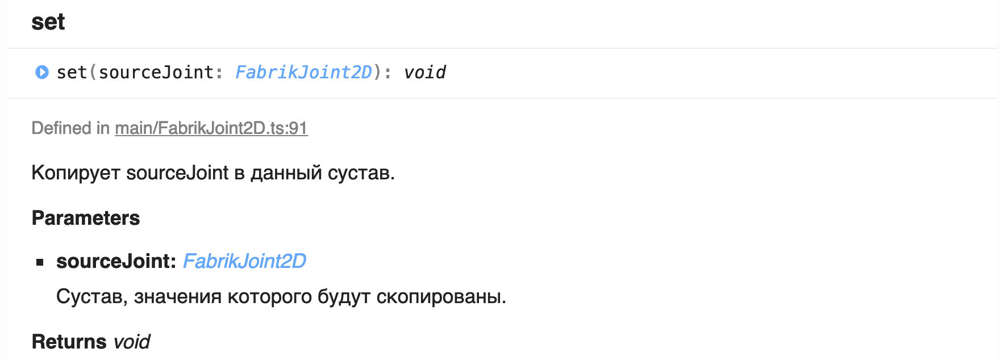 set
set(sourceJoint: FabrikJoint2D): void
Defined in main/FabrikJoint2D.ts:91
Копирует sourceJoint в данный сустав.
Parameters
sourceJoint: FabrikJoint2D
Сустав, значения которого будут скопированы.
Returns void